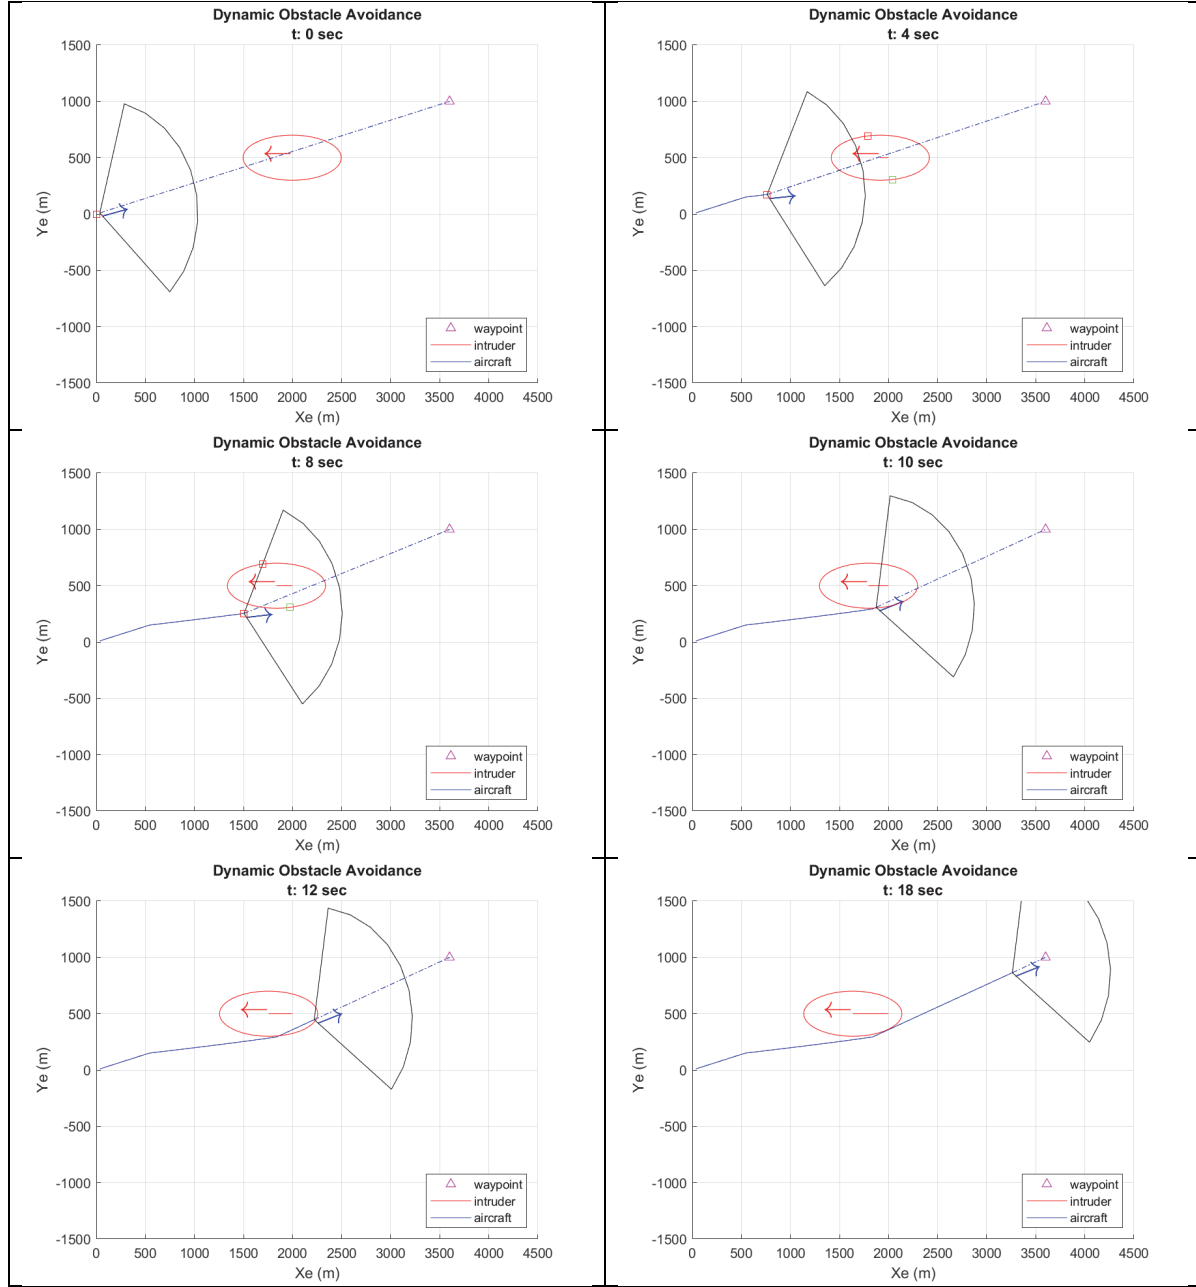 Dynamic Obstacle Avoidance
t: 0 sec
1500
1000
500
0
-500
-1000
-1500
Ye (m)
0 500 1000 1500 2000 2500 3000 3500 4000 4500
Xe (m)
waypoint
intruder
aircraft
Dynamic Obstacle Avoidance
t: 4 sec
1500
1000
500
0
-500
-1000
-1500
Ye (m)
0 500 1000 1500 2000 2500 3000 3500 4000 4500
Xe (m)
waypoint
intruder
aircraft
Dynamic Obstacle Avoidance
t: 8 sec
1500
1000
500
0
-500
-1000
-1500
Ye (m)
0 500 1000 1500 2000 2500 3000 3500 4000 4500
Xe (m)
waypoint
intruder
aircraft
Dynamic Obstacle Avoidance
t: 10 sec
1500
1000
500
0
-500
-1000
-1500
Ye (m)
0 500 1000 1500 2000 2500 3000 3500 4000 4500
Xe (m)
waypoint
intruder
aircraft
Dynamic Obstacle Avoidance
t: 12 sec
1500
1000
500
0
-500
-1000
-1500
Ye (m)
0 500 1000 1500 2000 2500 3000 3500 4000 4500
Xe (m)
waypoint
intruder
aircraft
Dynamic Obstacle Avoidance
t: 18 sec
1500
1000
500
0
-500
-1000
-1500
Ye (m)
0 500 1000 1500 2000 2500 3000 3500 4000 4500
Xe (m)
waypoint
intruder
aircraft